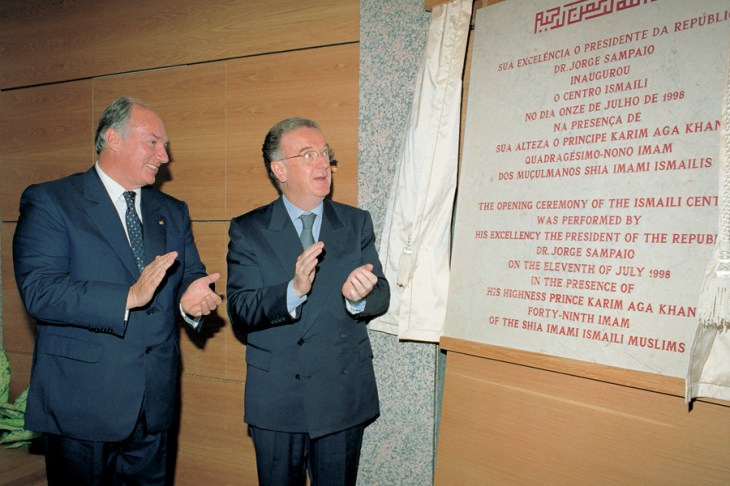 SUA EXCELÊNCIA O PRESIDENTE DA REPÚBLIC
DR. JORGE SAMPAIO
INAUGUROU
O CENTRO ISMAILI
NO DIA ONZE DE JULHO DE 1998
NA PRESENÇA DE
SUA ALTEZA O PRINCIPE KARIM AGA KHAN
QUADRAGÉSIMO-NONO IMAM
DOS MUÇULMANOS SHIA IMAMI ISMAILIS
THE OPENING CEREMONY OF THE ISMAILI CENT
WAS PERFORMED BY
HIS EXCELLENCY THE PRESIDENT OF THE REPUBL
DR. JORGE SAMPAIO
ON THE ELEVENTH OF JULY 1998
IN THE PRESENCE OF
HIS HIGHNESS PRINCE KARIM AGA KHAN
FORTY-NINTH IMAM
OF THE SHIA IMAMI ISMAILI MUSLIMS